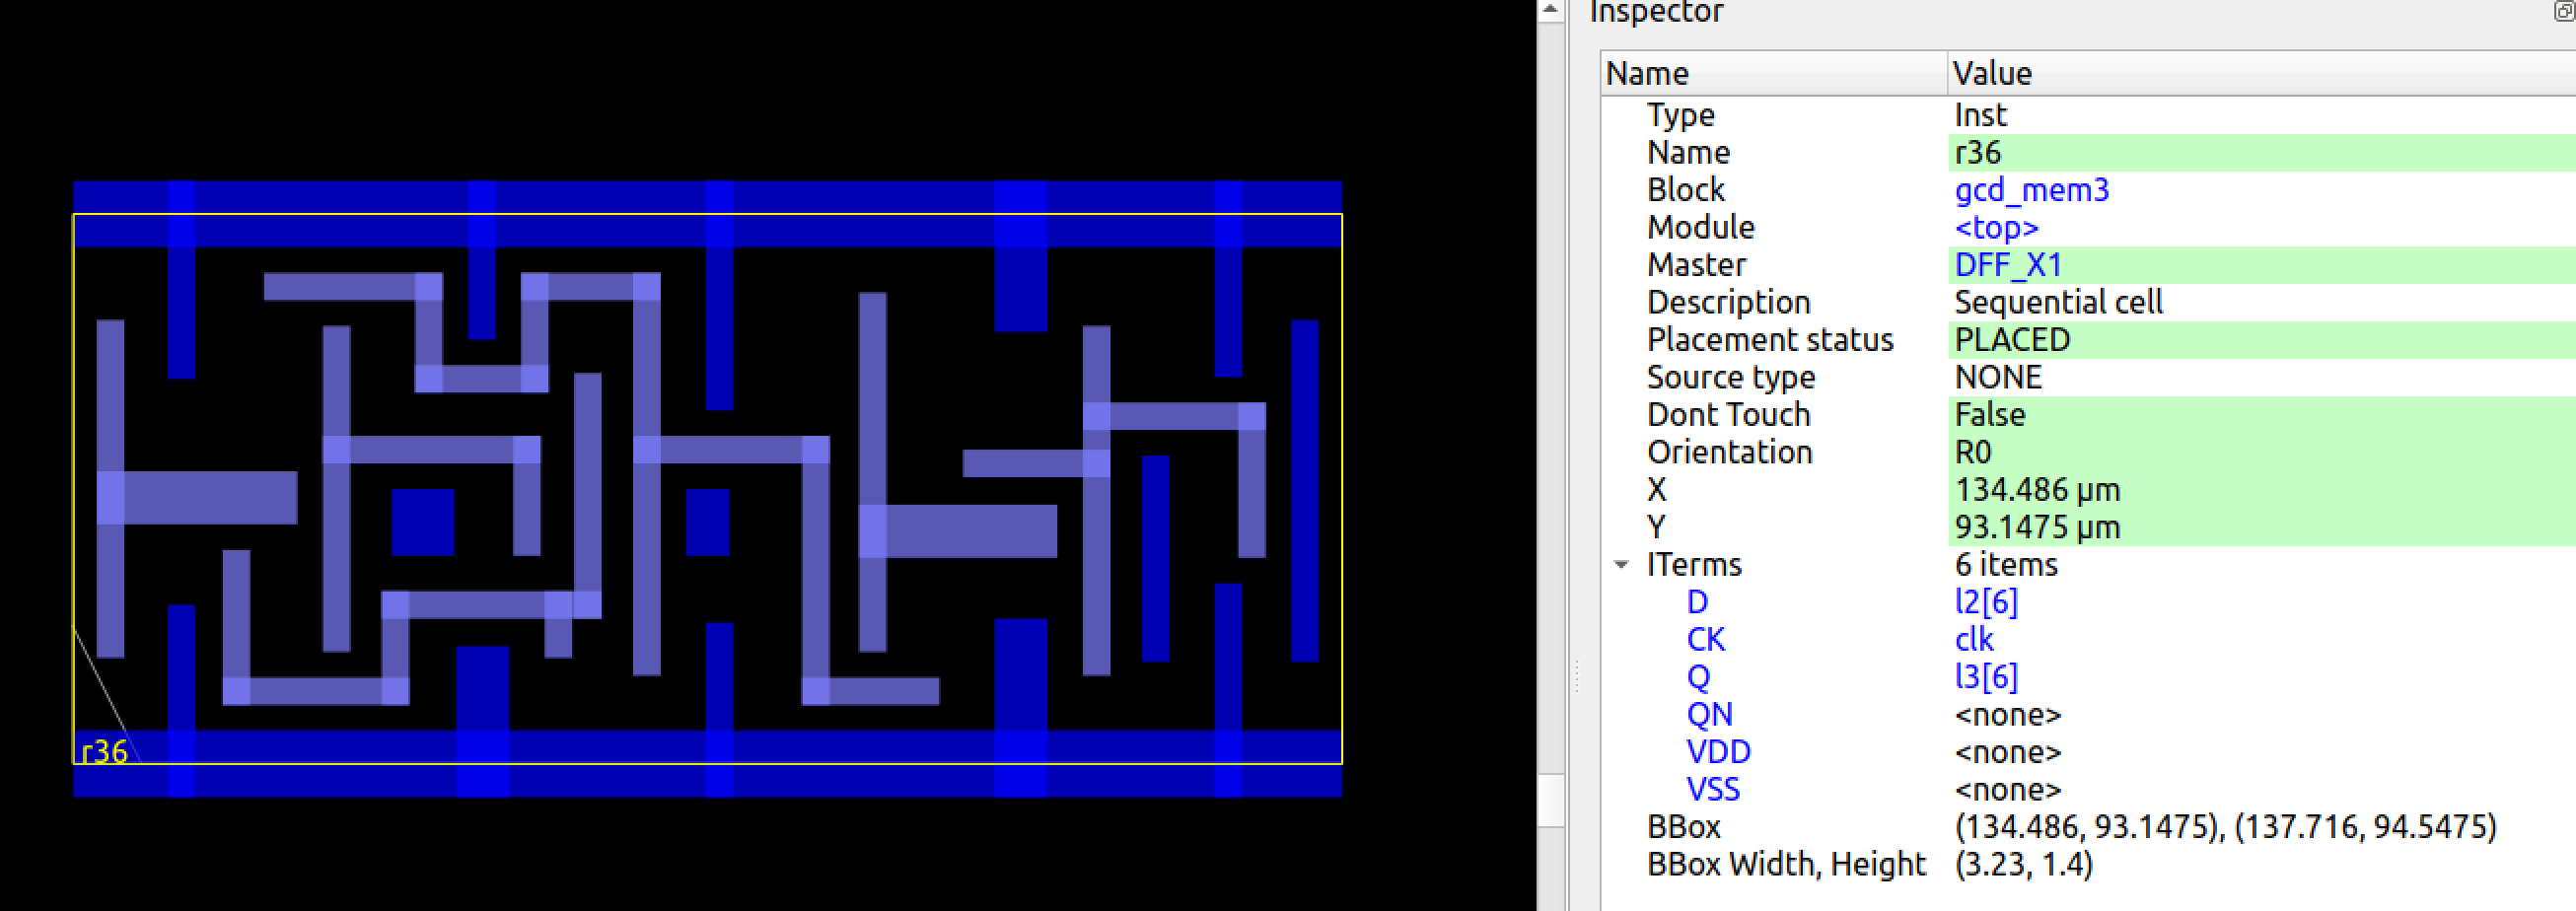 Inspector
Name Value
Type Inst
Name r36
Block gcd_mem3
Module <top>
Master DFF_X1
Description Sequential cell
Placement status PLACED
Source type NONE
Dont Touch False
Orientation R0
X 134.486 µm
Y 93.1475 µm
ITerms 6 items
D l2[6]
CK clk
Q l3[6]
QN <none>
VDD <none>
VSS <none>
BBox (134.486, 93.1475), (137.716, 94.5475)
BBox Width, Height (3.23, 1.4)
r36